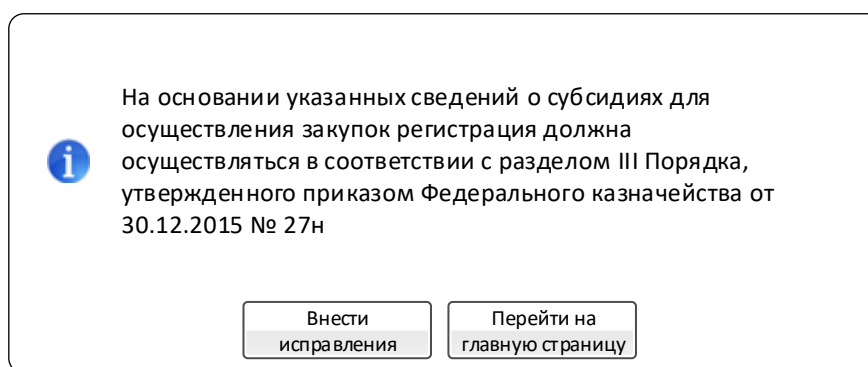 На основании указанных сведений о субсидиях для
осуществления закупок регистрация должна
осуществляться в соответствии с разделом III Порядка,
утвержденного приказом Федерального казначейства от
30.12.2015 № 27н
Внести
исправления
Перейти на
главную страницу